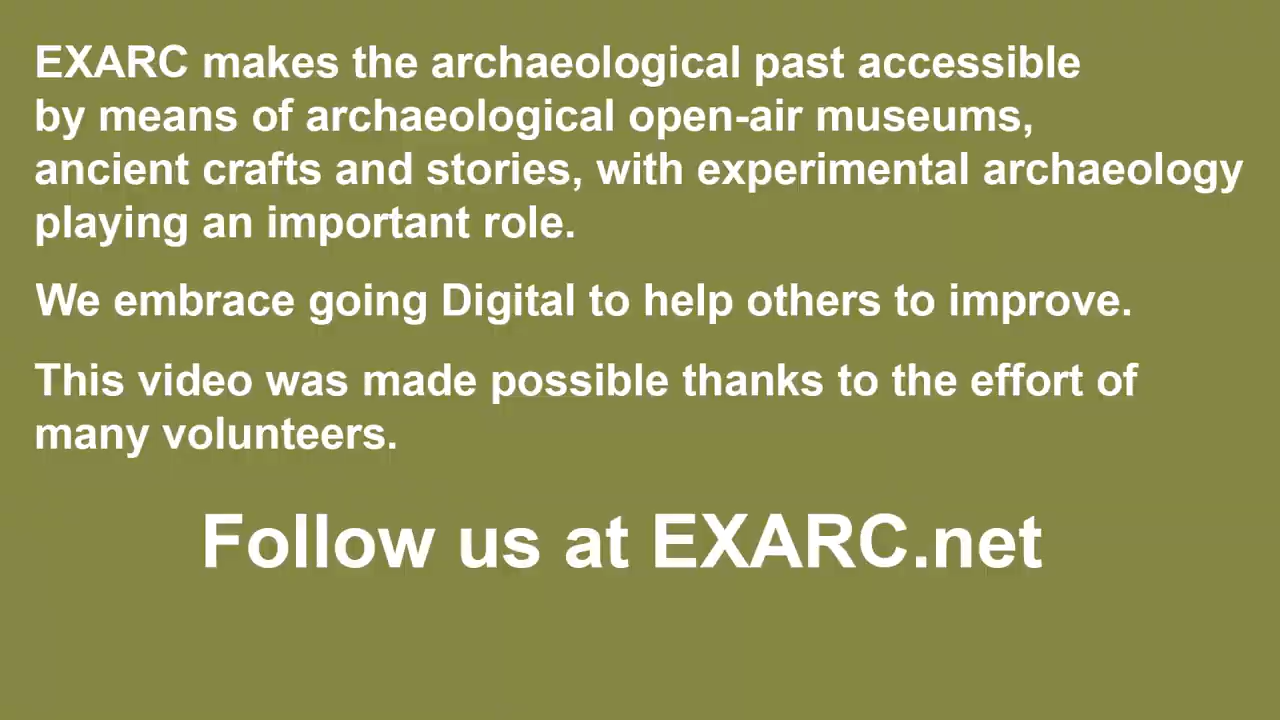 EXARC makes the archaeological past accessible
by means of archaeological open-air museums,
ancient crafts and stories, with experimental archaeology
playing an important role.
We embrace going Digital to help others to improve.
This video was made possible thanks to the effort of
many volunteers.
Follow us at EXARC.net